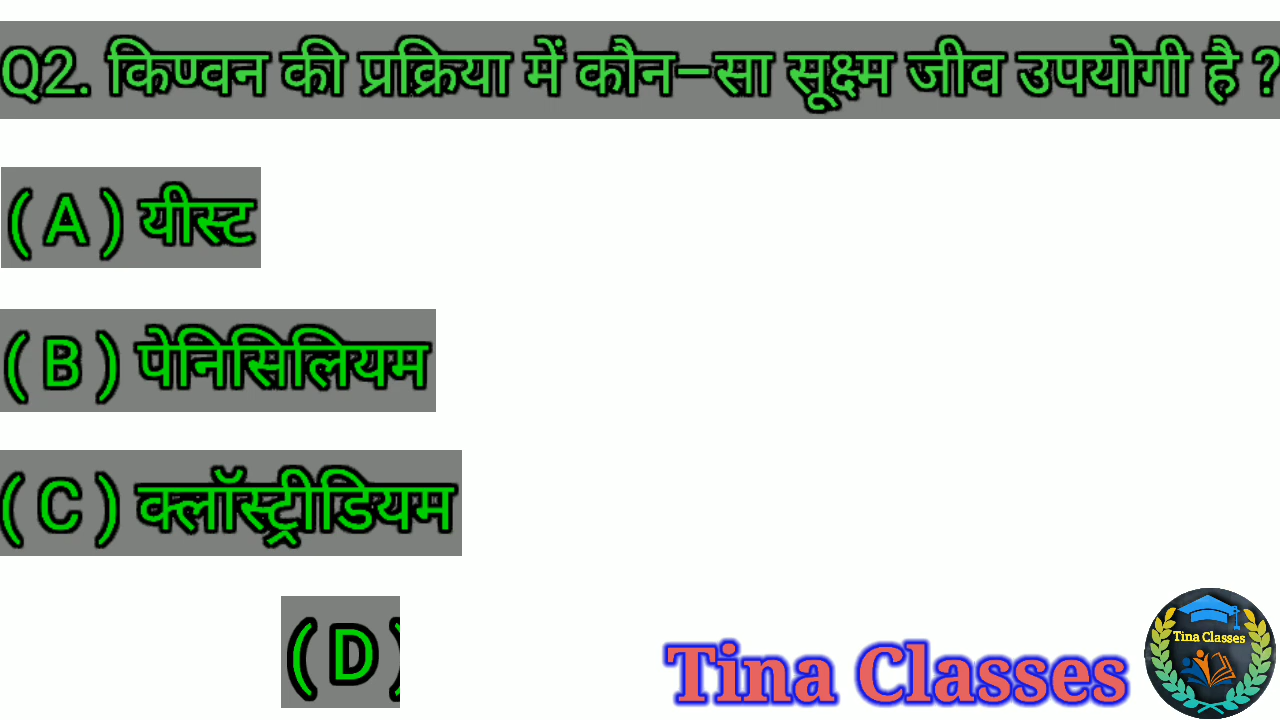 Q2. किण्वन की प्रक्रिया में कौन–सा सूक्ष्म जीव उपयोगी है ?
( A ) यीस्ट
( B ) पेनिसिलियम
( C ) क्लॉस्ट्रीडियम
( D )
Tina Classes
Tina Classes